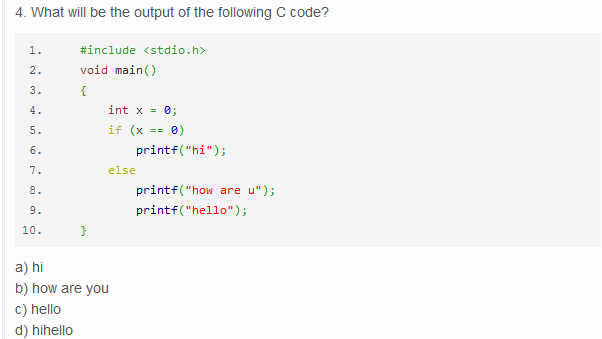 4. What will be the output of the following C code?
1. #include <stdio.h>
2. void main()
3. {
4. int x = 0;
5. if (x == 0)
6. printf("hi");
7. else
8. printf("how are u");
9. printf("hello");
10. }
a) hi
b) how are you
c) hello
d) hihello